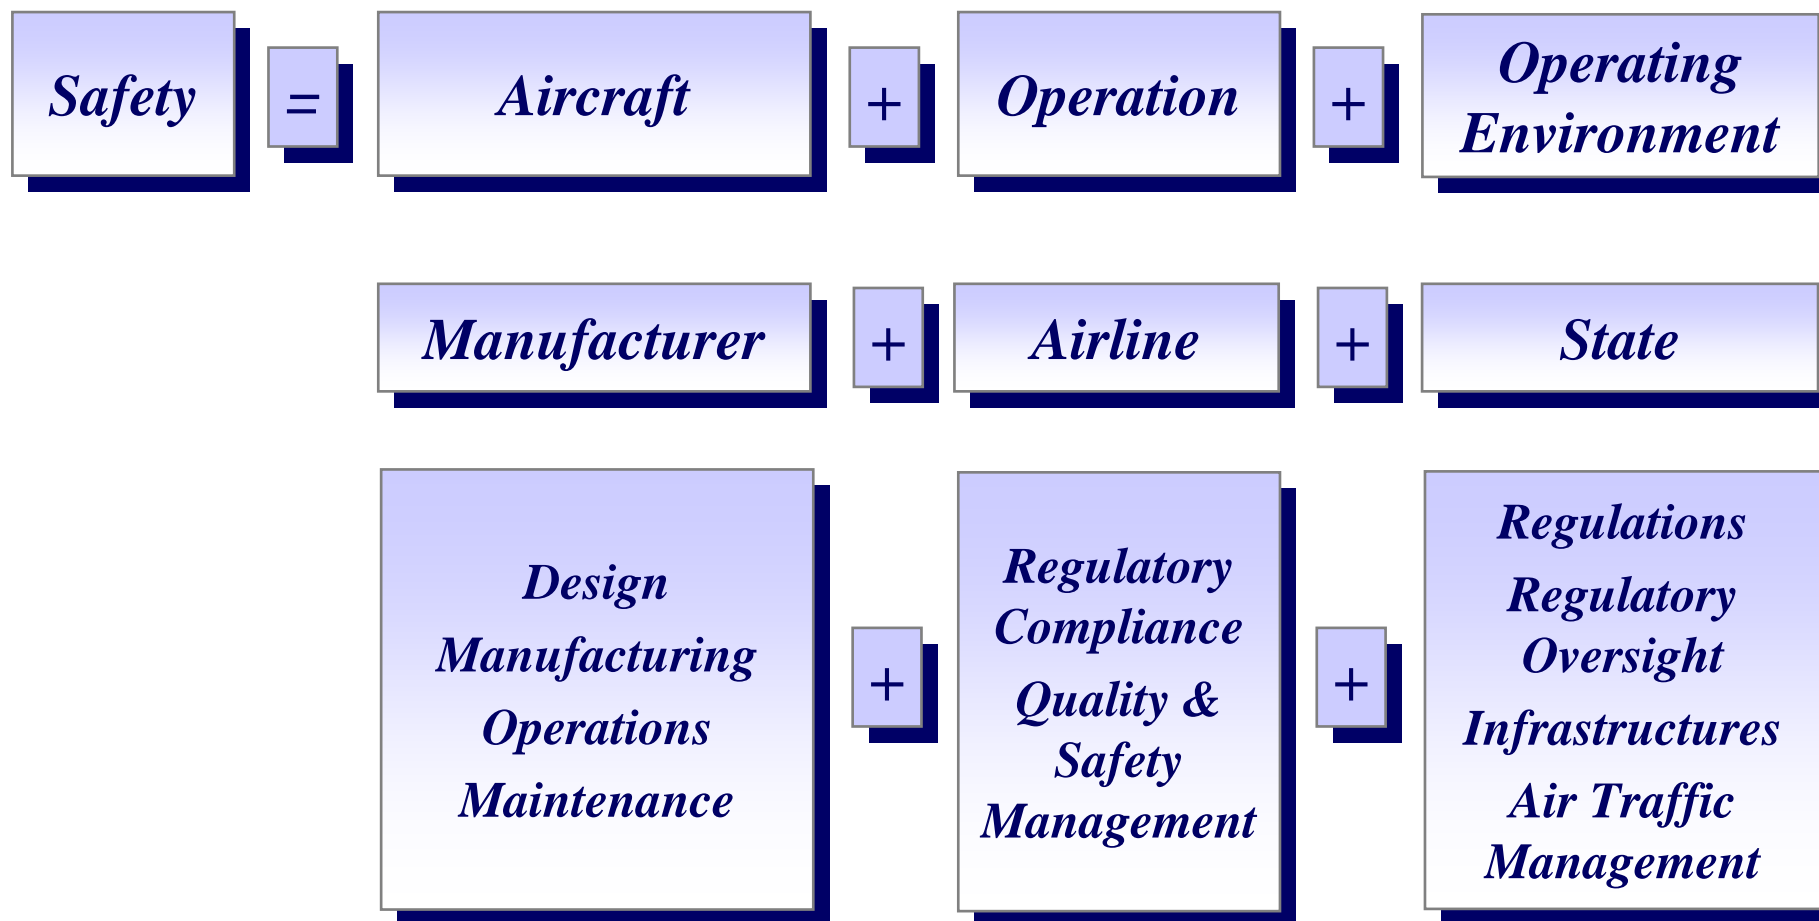 Safety = Aircraft + Operation + Operating
Environment
Manufacturer + Airline + State
Design
Manufacturing
Operations
Maintenance
+
Regulatory
Compliance
Quality &
Safety
Management
+
Regulations
Regulatory
Oversight
Infrastructures
Air Traffic
Management